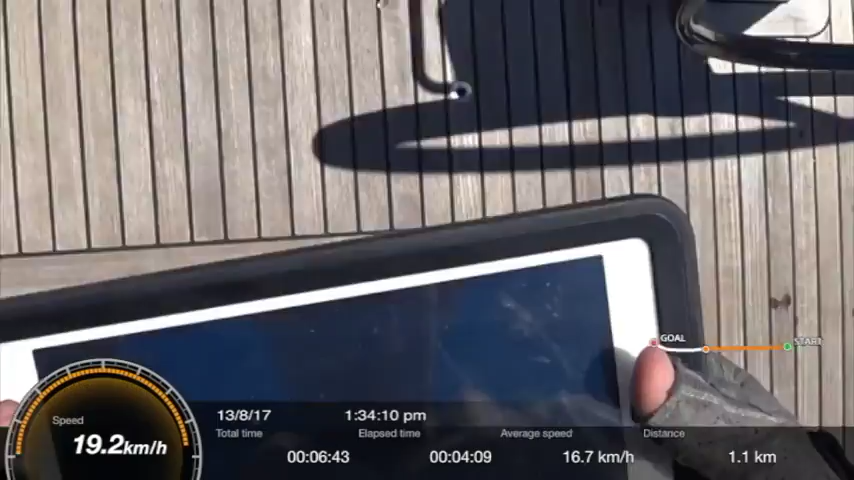 GOAL
START
Speed
19.2km/h
13/8/17 1:34:10 pm
Total time Elapsed time Average speed Distance
00:06:43 00:04:09 16.7 km/h 1.1 km